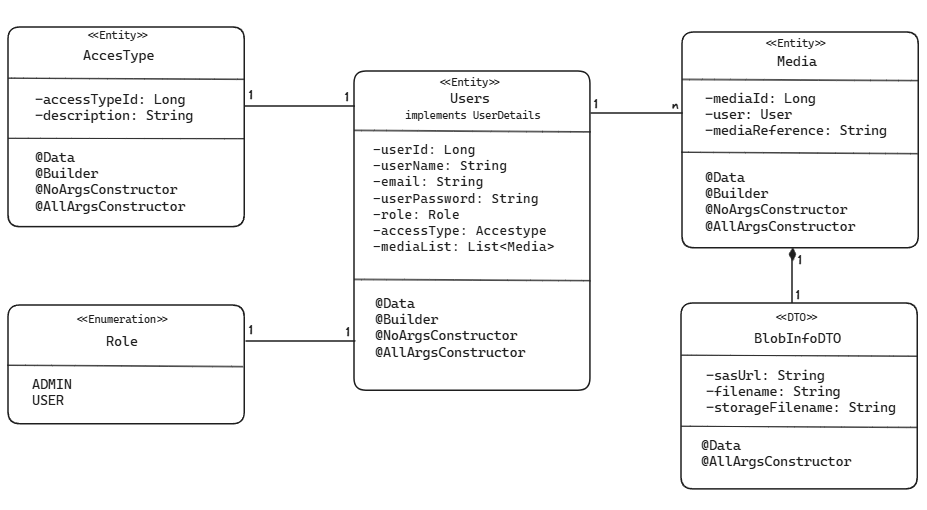 <<Entity>>
AccesType
-accessTypeId: Long
-description: String
@Data
@Builder
@NoArgsConstructor
@AllArgsConstructor
1
1
<<Entity>>
Users
implements UserDetails
-userId: Long
-userName: String
-email: String
-userPassword: String
-role: Role
-accessType: Accestype
-mediaList: List<Media>
@Data
@Builder
@NoArgsConstructor
@AllArgsConstructor
1
n
<<Entity>>
Media
-mediaId: Long
-user: User
-mediaReference: String
@Data
@Builder
@NoArgsConstructor
@AllArgsConstructor
<<Enumeration>>
Role
ADMIN
USER
1
1
1
1
<<DTO>>
BlobInfoDTO
-sasUrl: String
-filename: String
-storageFilename: String
@Data
@AllArgsConstructor